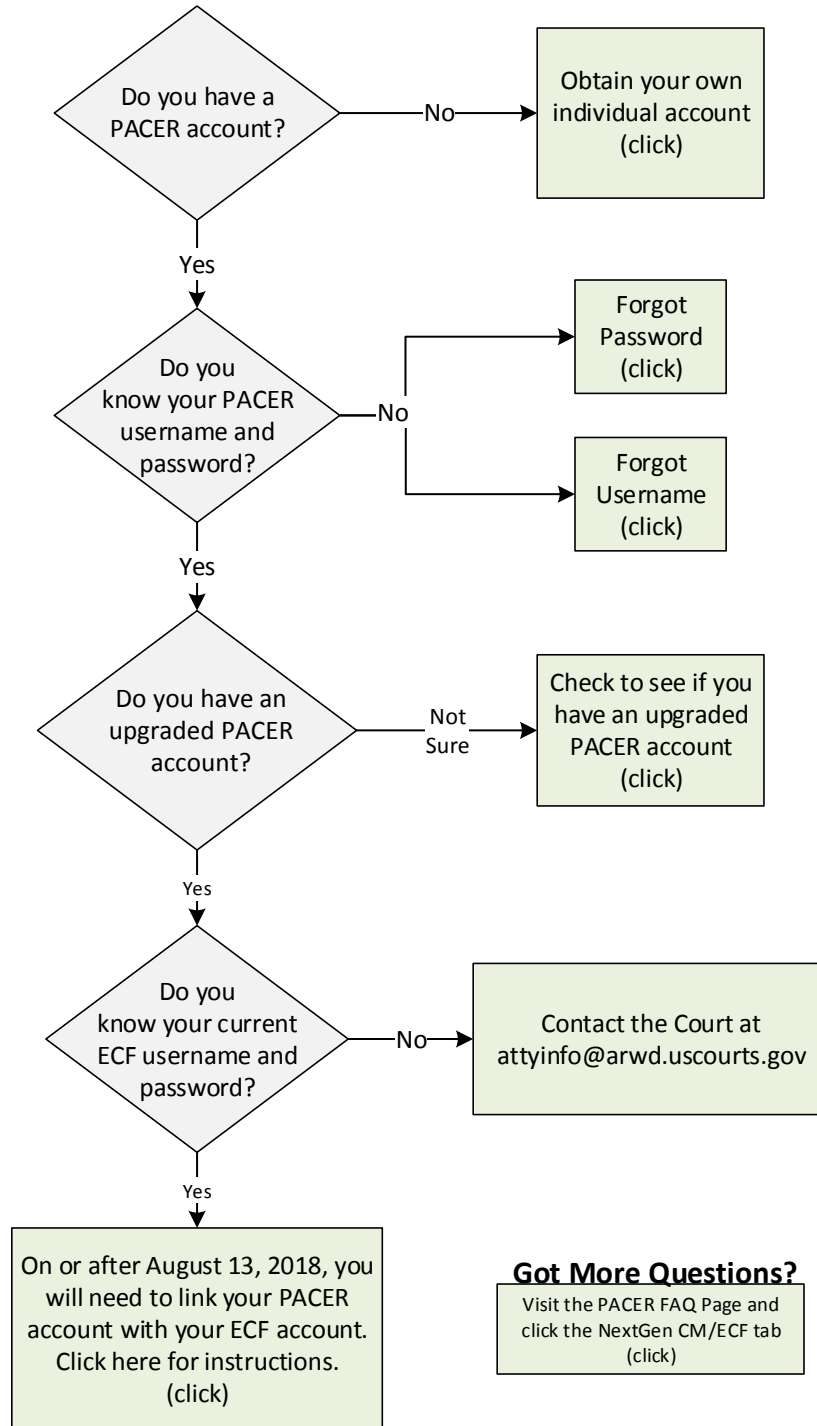 Do you have a
PACER account?
No
Obtain your own
individual account
(click)
Yes
Do you
know your PACER
username and
password?
No
Forgot
Password
(click)
Forgot
Username
(click)
Yes
Do you have an
upgraded PACER
account?
Not
Sure
Check to see if you
have an upgraded
PACER account
(click)
Yes
Do you
know your current
ECF username and
password?
No
Contact the Court at
attyinfo@arwd.uscourts.gov
Yes
On or after August 13, 2018, you
will need to link your PACER
account with your ECF account.
Click here for instructions.
(click)
Got More Questions?
Visit the PACER FAQ Page and
click the NextGen CM/ECF tab
(click)